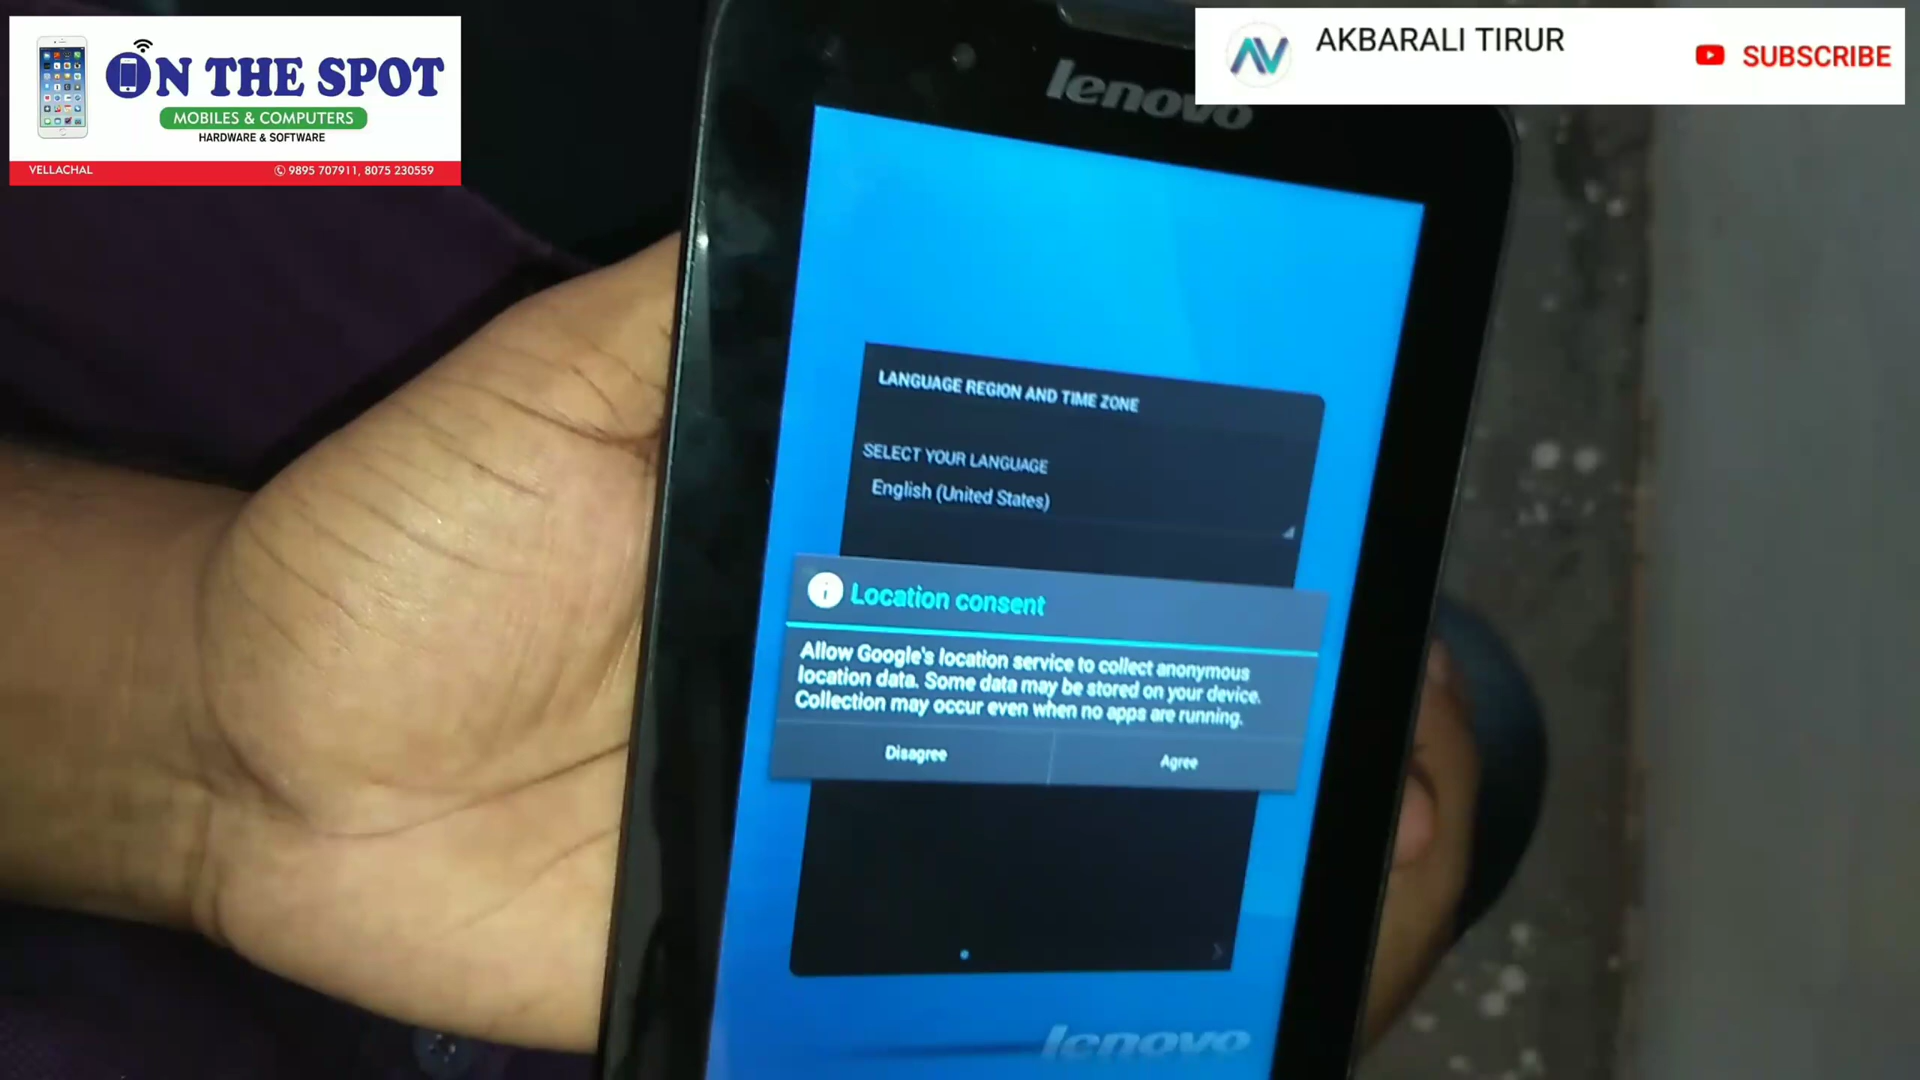 ON THE SPOT
MOBILES & COMPUTERS
HARDWARE & SOFTWARE
VELLACHAL
9895 707911, 8075 230559
AKBARALI TIRUR
SUBSCRIBE
lenovo
LANGUAGE REGION AND TIME ZONE
SELECT YOUR LANGUAGE
English (United States)
Location consent
Allow Google's location service to collect anonymous
location data. Some data may be stored on your device.
Collection may occur even when no apps are running.
Disagree
Agree
lenovo